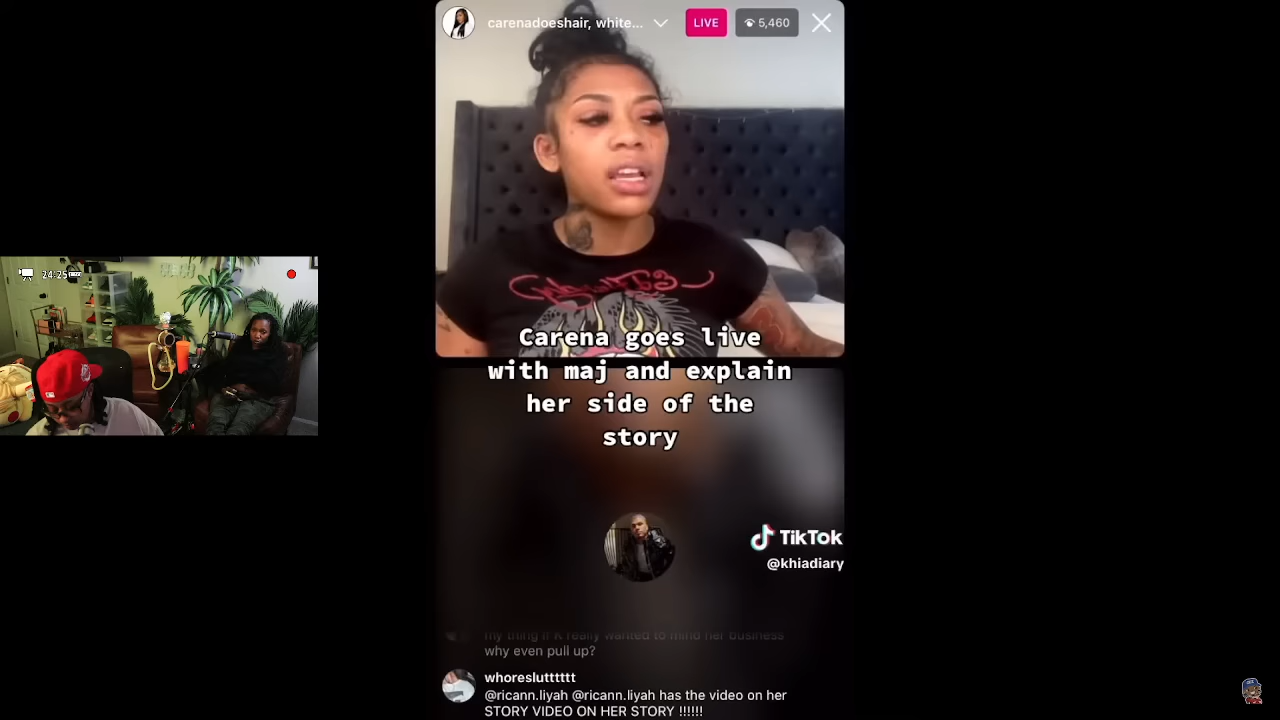 carenadoeshair, white...
LIVE
5,460
24:25
Carena goes live
with maj and explain
her side of the
story
TikTok
@khiadiary
my thing if K really wanted to mind her business
why even pull up?
whoreslutttttt
@ricann.liyah @ricann.liyah has the video on her
STORY VIDEO ON HER STORY !!!!!!